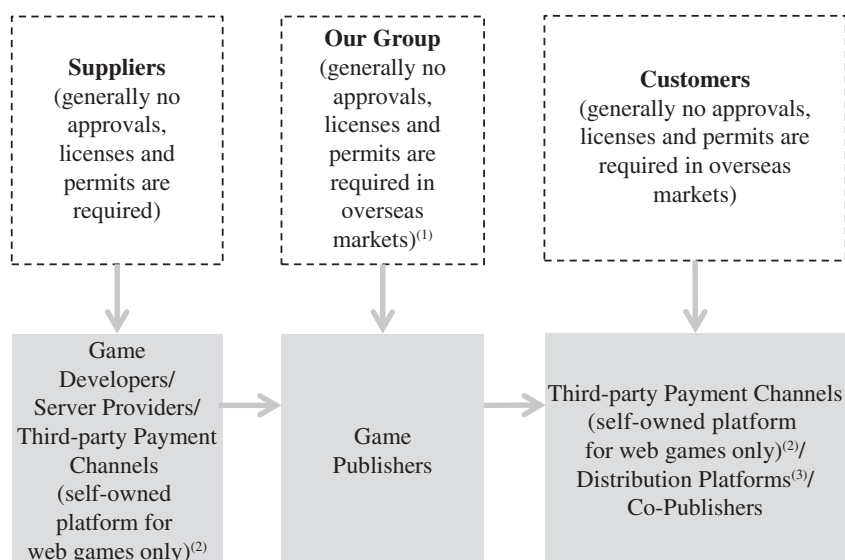 Suppliers
(generally no
approvals,
licenses and
permits are
required)
Our Group
(generally no
approvals,
licenses and
permits are
required in
overseas
markets)(1)
Customers
(generally no approvals,
licenses and permits are
required in overseas
markets)
Game
Developers/
Server Providers/
Third-party Payment
Channels
(self-owned
platform for
web games only)(2)
Game
Publishers
Third-party Payment Channels
(self-owned platform
for web games only)(2)/
Distribution Platforms(3)/
Co-Publishers